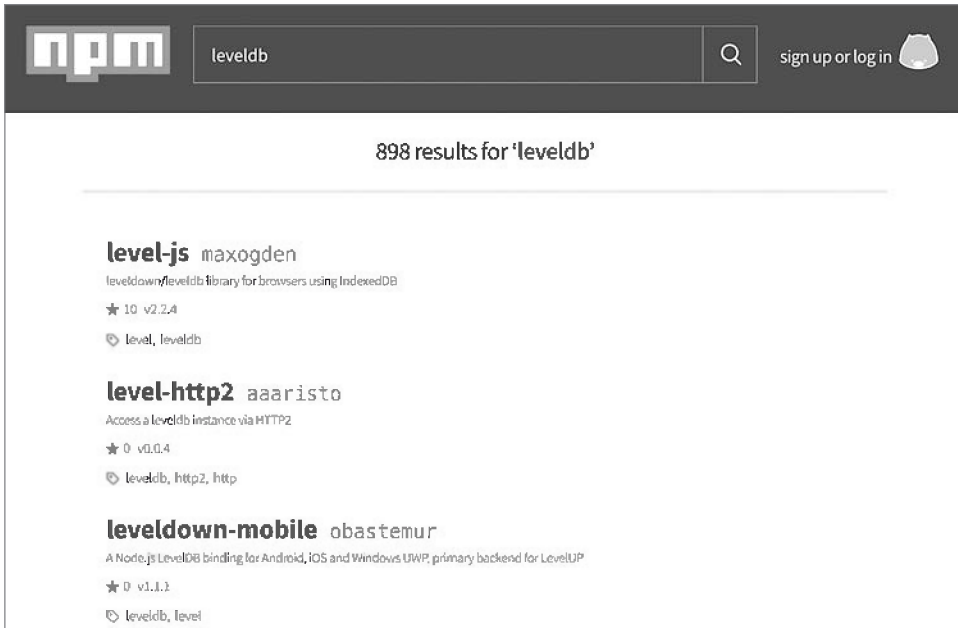 npm
leveldb
sign up or log in
898 results for ‘leveldb’
level-js maxogden
leveldown/leveldb library for browsers using IndexedDB
★ 10 v2.2.4
level, leveldb
level-http2 aaaristo
Access a leveldb instance via HTTP2
★ 0 v0.0.4
leveldb, http2, http
leveldown-mobile obastemur
A Node.js LevelDB binding for Android, iOS and Windows UWP, primary backend for LevelUP
★ 0
leveldb, level